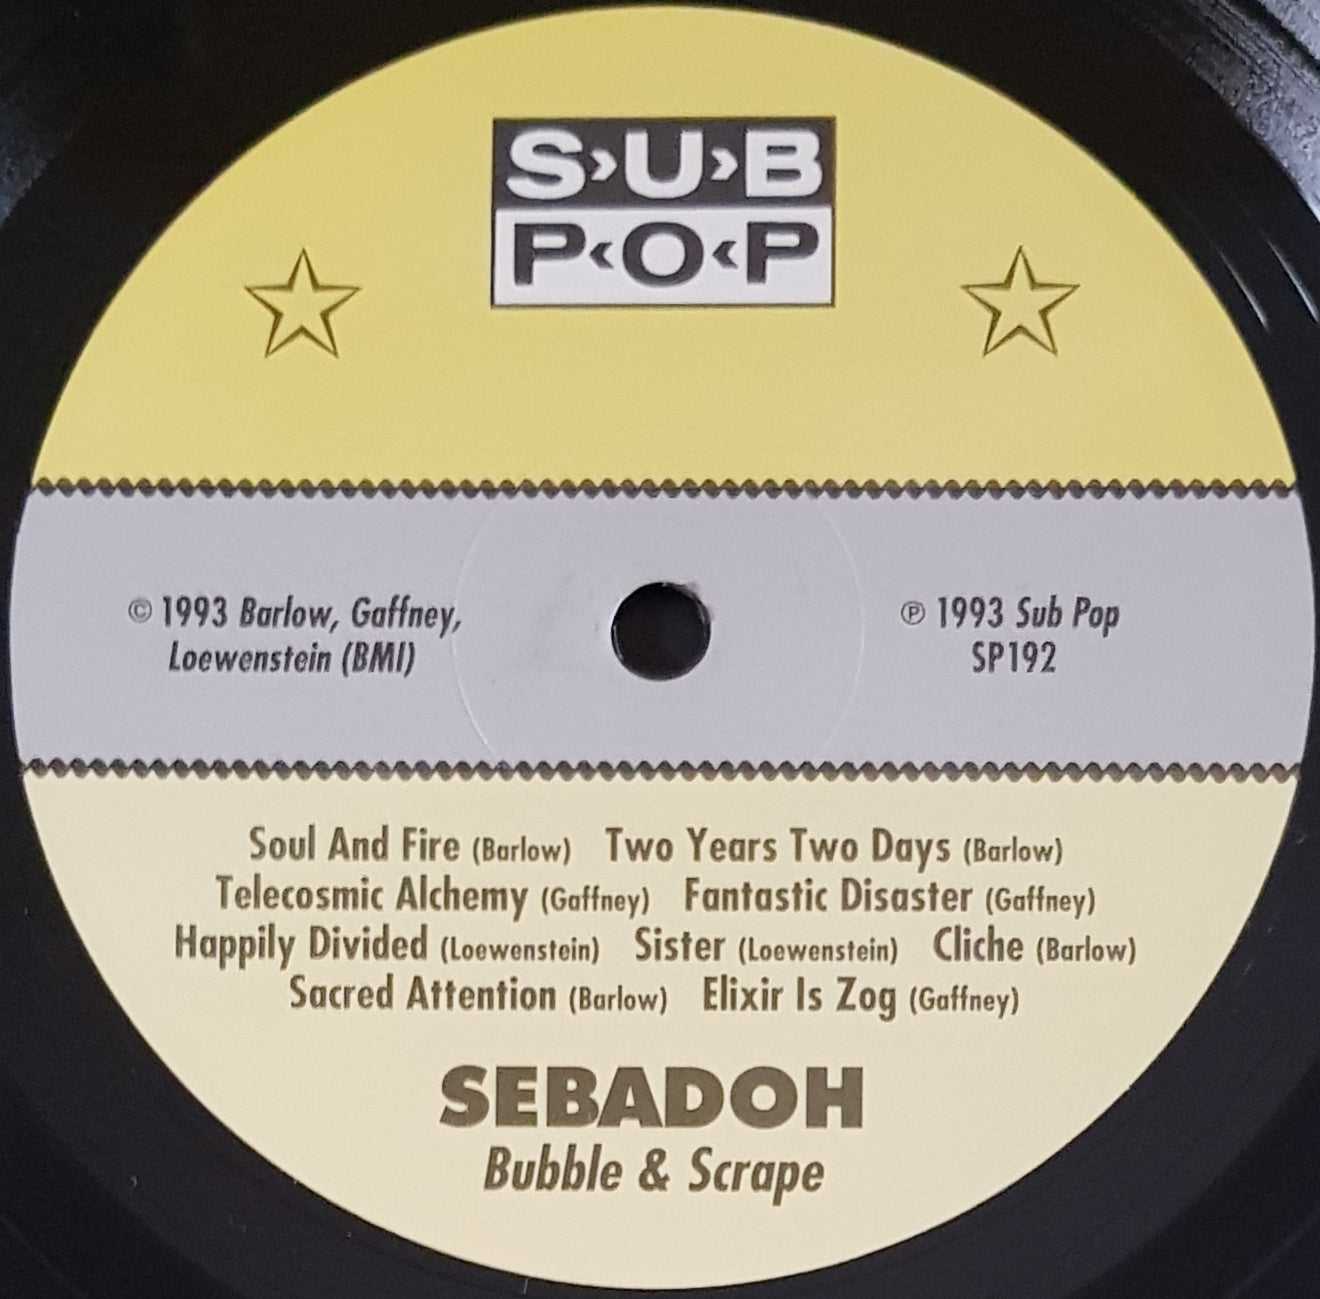 S›U›B
P‹O‹P
© 1993 Barlow, Gaffney,
Loewenstein (BMI)
℗ 1993 Sub Pop
SP192
Soul And Fire (Barlow) Two Years Two Days (Barlow)
Telecosmic Alchemy (Gaffney) Fantastic Disaster (Gaffney)
Happily Divided (Loewenstein) Sister (Loewenstein) Cliche (Barlow)
Sacred Attention (Barlow) Elixir Is Zog (Gaffney)
SEBADOH
Bubble & Scrape